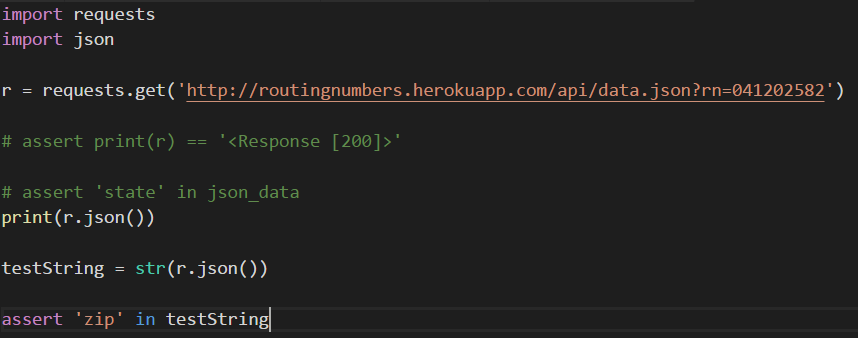 import requests
import json
r = requests.get('http://routingnumbers.herokuapp.com/api/data.json?rn=041202582')
# assert print(r) == '<Response [200]>'
# assert 'state' in json_data
print(r.json())
testString = str(r.json())
assert 'zip' in testString